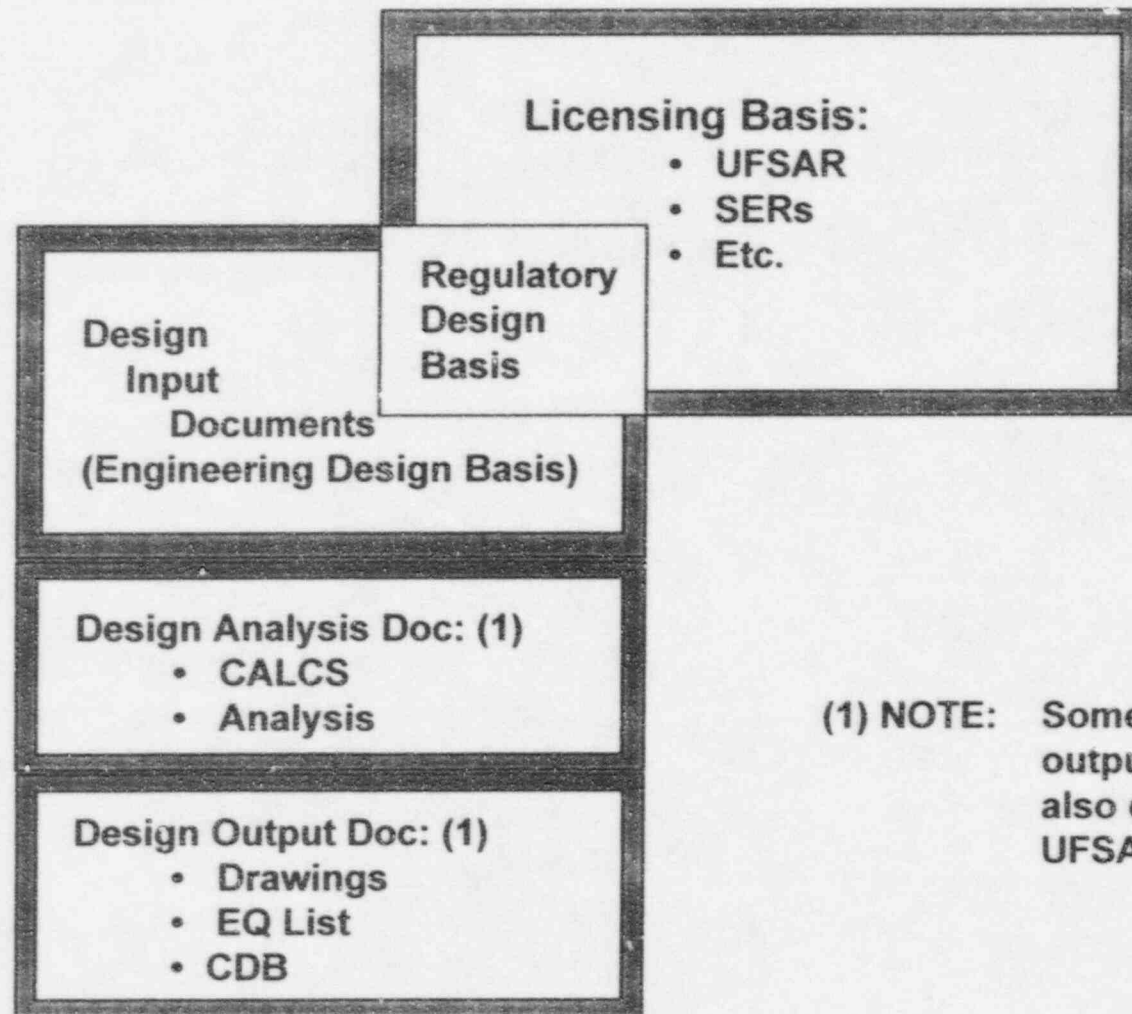 Licensing Basis:
• UFSAR
• SERs
• Etc.
Regulatory
Design
Basis
Design
Input
Documents
(Engineering Design Basis)
Design Analysis Doc: (1)
• CALCS
• Analysis
Design Output Doc: (1)
• Drawings
• EQ List
• CDB
(1) NOTE:
also